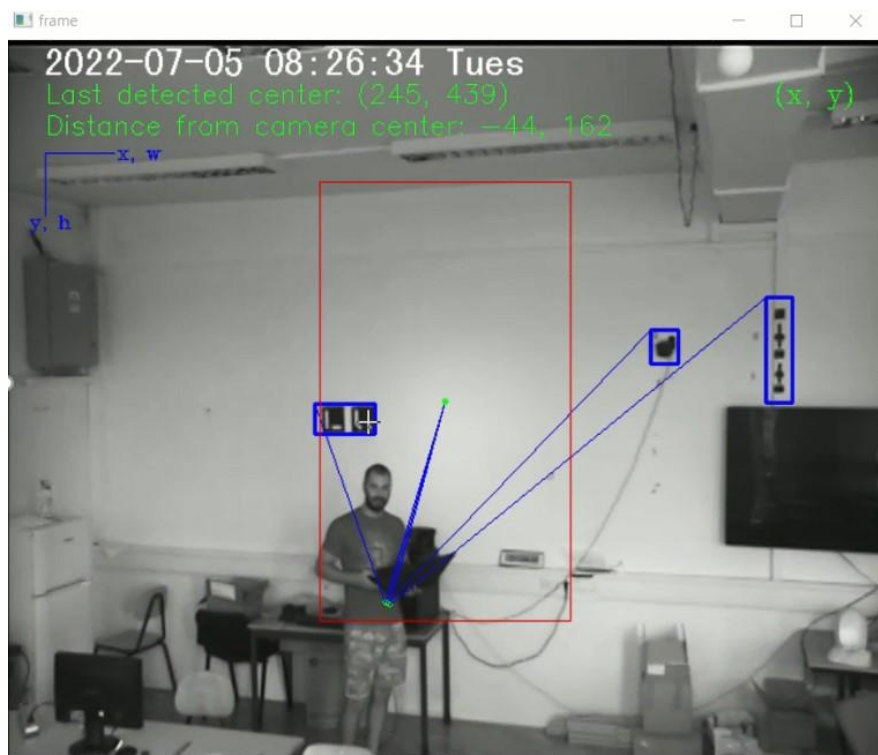 frame
2022-07-05 08:26:34 Tues
Last detected center: (245, 439)
(x, y)
Distance from camera center: -44, 162
x, w
y, h